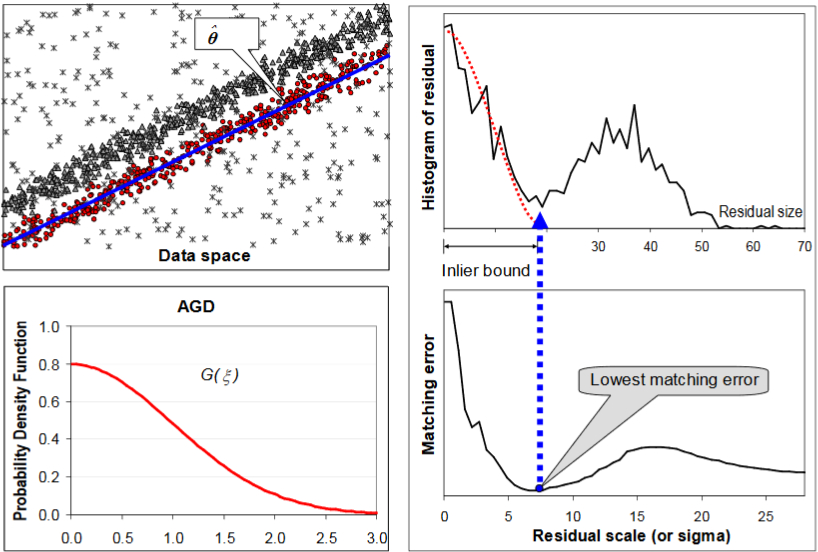 θ̂
Data space
AGD
Probability Density Function
1.0
0.8
0.6
0.4
0.2
0.0
G(ξ)
0.0 0.5 1.0 1.5 2.0 2.5 3.0
Histogram of residual
Residual size
30 40 50 60 70
Inlier bound
Matching error
Lowest matching error
0 5 10 15 20 25
Residual scale (or sigma)